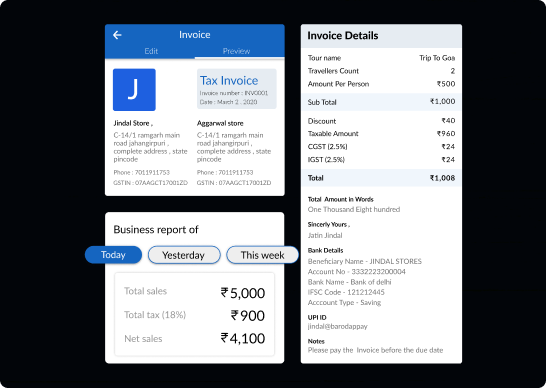 Invoice
Edit
Preview
J
Tax Invoice
Invoice number : INV0001
Date : March 2 , 2020
Jindal Store ,
C-14/1 ramgarh main
road jahangirpuri ,
complete address , state
pincode
Phone : 7011911753
GSTIN : 07AAGCT17001ZD
Aggarwal store
C-14/1 ramgarh main
road jahangirpuri ,
complete address , state
pincode
Phone : 7011911753
GSTIN : 07AAGCT17001ZD
Business report of
Today
Yesterday
This week
Total sales ₹5,000
Total tax (18%) ₹900
Net sales ₹4,100
Invoice Details
Tour name Trip To Goa
Travellers Count 2
Amount Per Person ₹500
Sub Total ₹1,000
Discount ₹40
Taxable Amount ₹960
CGST (2.5%) ₹24
IGST (2.5%) ₹24
Total ₹1,008
Total Amount in Words
One Thousand Eight hundred
Sincerly Yours ,
Jatin Jindal
Bank Details
Beneficiary Name - JINDAL STORES
Account No - 3332223200004
Bank Name - Bank of delhi
IFSC Code - 121212445
Acccount Type - Saving
UPI ID
jindal@barodappay
Notes
Please pay the Invoice before the due date